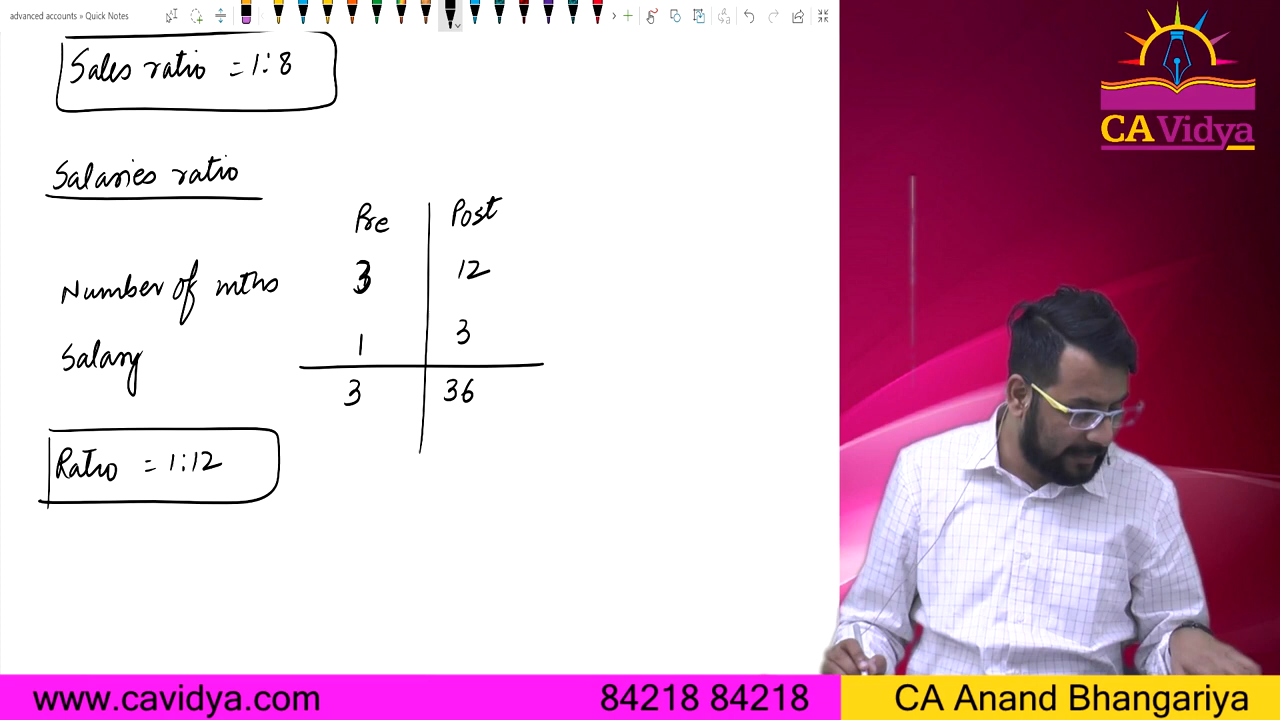 advanced accounts » Quick Notes
Sales ratio = 1:8
CA Vidya
Salaries ratio
Pre Post
Number of mths 3 12
Salary 1 3
3 36
Ratio = 1:12
www.cavidya.com 84218 84218 CA Anand Bhangariya